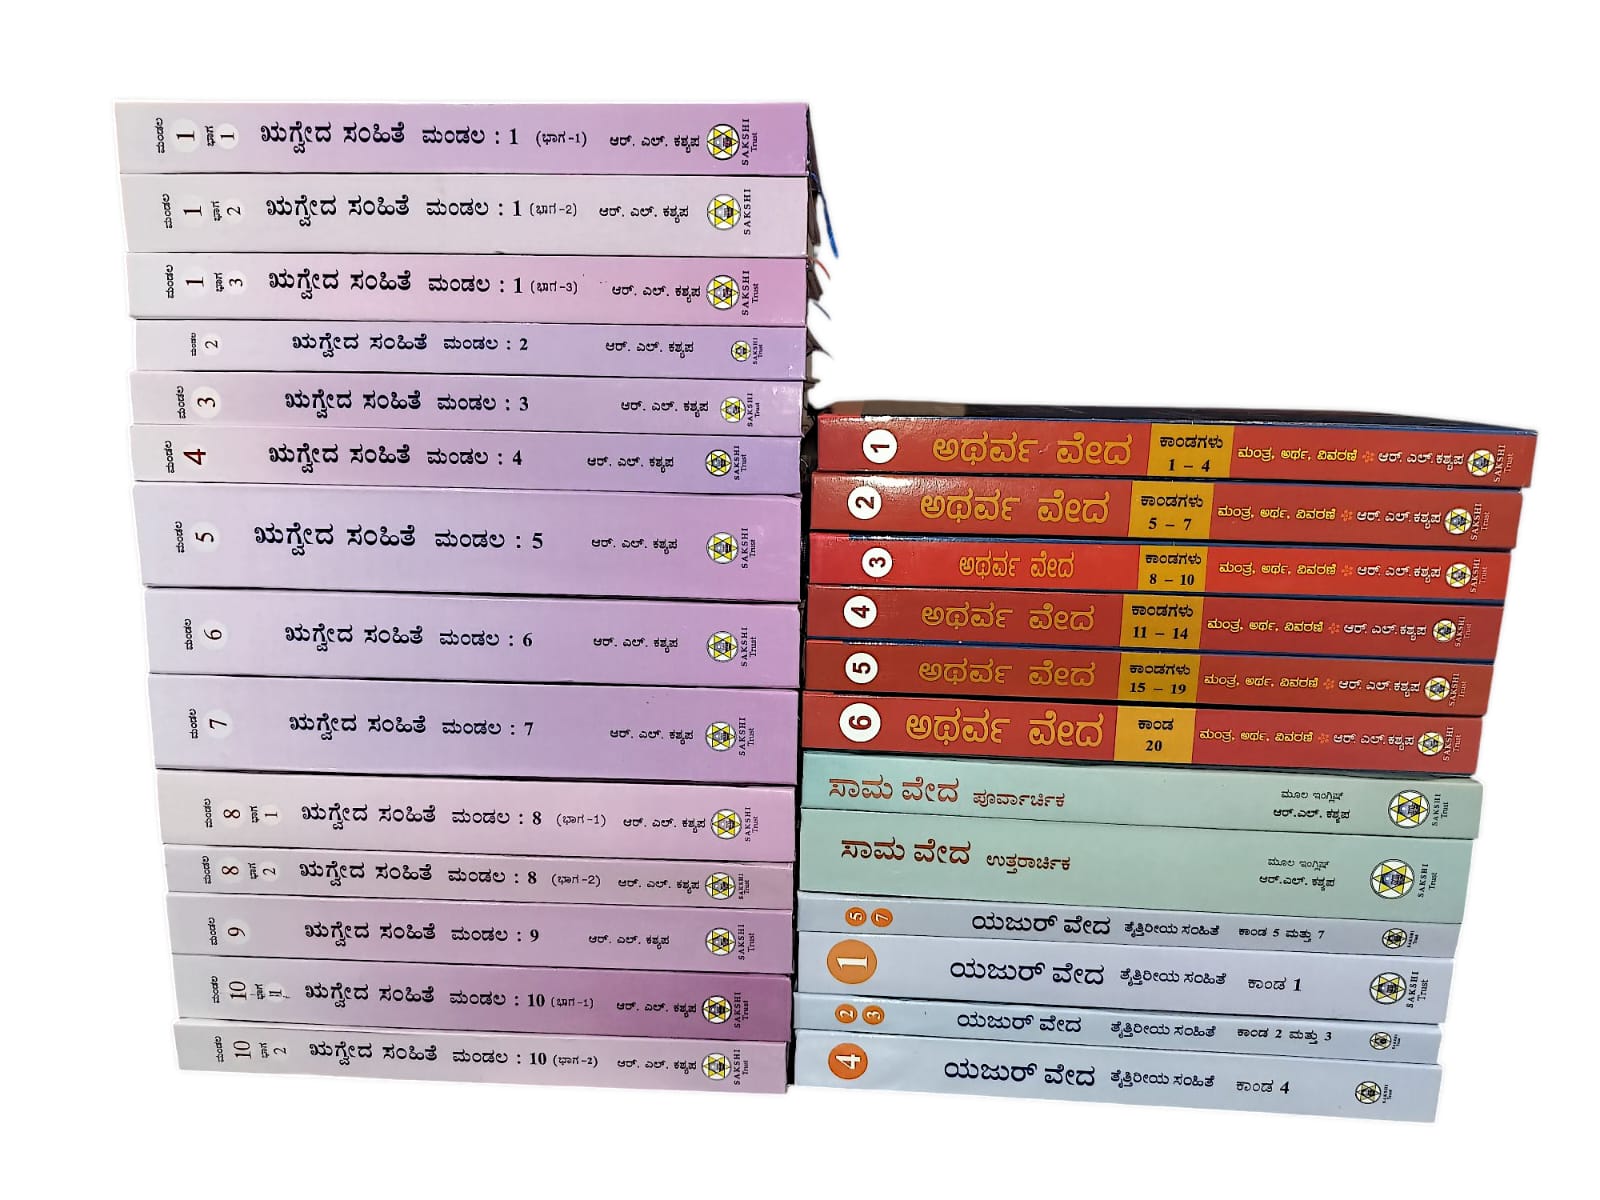 ಮಂಡಲ 1 ಭಾಗ 1 ಋಗ್ವೇದ ಸಂಹಿತೆ ಮಂಡಲ : 1 (ಭಾಗ-1) ಆರ್. ಎಲ್. ಕಶ್ಯಪ SAKSHI Trust
ಮಂಡಲ 1 ಭಾಗ 2 ಋಗ್ವೇದ ಸಂಹಿತೆ ಮಂಡಲ : 1 (ಭಾಗ-2) ಆರ್. ಎಲ್. ಕಶ್ಯಪ SAKSHI
ಮಂಡಲ 1 ಭಾಗ 3 ಋಗ್ವೇದ ಸಂಹಿತೆ ಮಂಡಲ : 1 (ಭಾಗ-3) ಆರ್. ಎಲ್. ಕಶ್ಯಪ SAKSHI Trust
ಮಂಡಲ 2 ಋಗ್ವೇದ ಸಂಹಿತೆ ಮಂಡಲ : 2 ಆರ್. ಎಲ್. ಕಶ್ಯಪ SAKSHI Trust
ಮಂಡಲ 3 ಋಗ್ವೇದ ಸಂಹಿತೆ ಮಂಡಲ : 3 ಆರ್. ಎಲ್. ಕಶ್ಯಪ SAKSHI Trust
ಮಂಡಲ 4 ಋಗ್ವೇದ ಸಂಹಿತೆ ಮಂಡಲ : 4 ಆರ್. ಎಲ್. ಕಶ್ಯಪ SAKSHI Trust
ಮಂಡಲ 5 ಋಗ್ವೇದ ಸಂಹಿತೆ ಮಂಡಲ : 5 ಆರ್. ಎಲ್. ಕಶ್ಯಪ SAKSHI Trust
ಮಂಡಲ 6 ಋಗ್ವೇದ ಸಂಹಿತೆ ಮಂಡಲ : 6 ಆರ್. ಎಲ್. ಕಶ್ಯಪ SAKSHI Trust
ಮಂಡಲ 7 ಋಗ್ವೇದ ಸಂಹಿತೆ ಮಂಡಲ : 7 ಆರ್. ಎಲ್. ಕಶ್ಯಪ SAKSHI Trust
ಮಂಡಲ 8 ಭಾಗ 1 ಋಗ್ವೇದ ಸಂಹಿತೆ ಮಂಡಲ : 8 (ಭಾಗ-1) ಆರ್. ಎಲ್. ಕಶ್ಯಪ SAKSHI Trust
ಮಂಡಲ 8 ಭಾಗ 2 ಋಗ್ವೇದ ಸಂಹಿತೆ ಮಂಡಲ : 8 (ಭಾಗ-2) ಆರ್. ಎಲ್. ಕಶ್ಯಪ SAKSHI Trust
ಮಂಡಲ 9 ಋಗ್ವೇದ ಸಂಹಿತೆ ಮಂಡಲ : 9 ಆರ್. ಎಲ್. ಕಶ್ಯಪ SAKSHI Trust
ಮಂಡಲ 10 ಭಾಗ ಋಗ್ವೇದ ಸಂಹಿತೆ ಮಂಡಲ : 10 (ಭಾಗ-1) ಆರ್. ಎಲ್. ಕಶ್ಯಪ SAKSHI Trust
ಮಂಡಲ 10 ಭಾಗ 2 ಋಗ್ವೇದ ಸಂಹಿತೆ ಮಂಡಲ : 10 (ಭಾಗ-2) ಆರ್. ಎಲ್. ಕಶ್ಯಪ SAKSHI Trust
1 ಅಥರ್ವ ವೇದ ಕಾಂಡಗಳು 1 – 4 ಮಂತ್ರ, ಅರ್ಥ, ವಿವರಣೆ ಆರ್. ಎಲ್. ಕಶ್ಯಪ SAKSHI Trust
2 ಅಥರ್ವ ವೇದ ಕಾಂಡಗಳು 5 – 7 ಮಂತ್ರ, ಅರ್ಥ, ವಿವರಣೆ ಆರ್. ಎಲ್. ಕಶ್ಯಪ SAKSHI Trust
3 ಅಥರ್ವ ವೇದ ಕಾಂಡಗಳು 8 – 10 ಮಂತ್ರ, ಅರ್ಥ, ವಿವರಣೆ ಆರ್. ಎಲ್. ಕಶ್ಯಪ SAKSHI Trust
4 ಅಥರ್ವ ವೇದ ಕಾಂಡಗಳು 11 – 14 ಮಂತ್ರ, ಅರ್ಥ, ವಿವರಣೆ ಆರ್. ಎಲ್. ಕಶ್ಯಪ SAKSHI Trust
5 ಅಥರ್ವ ವೇದ ಕಾಂಡಗಳು 15 – 19 ಮಂತ್ರ, ಅರ್ಥ, ವಿವರಣೆ ಆರ್. ಎಲ್. ಕಶ್ಯಪ SAKSHI Trust
6 ಅಥರ್ವ ವೇದ ಕಾಂಡ 20 ಮಂತ್ರ, ಅರ್ಥ, ವಿವರಣೆ ಆರ್. ಎಲ್. ಕಶ್ಯಪ SAKSHI Trust
ಸಾಮ ವೇದ ಪೂರ್ವಾರ್ಚಿಕ ಮೂಲ ಇಂಗ್ಲಿಷ್ ಆರ್.ಎಲ್. ಕಶ್ಯಪ SAKSHI Trust
ಸಾಮ ವೇದ ಉತ್ತರಾರ್ಚಿಕ ಮೂಲ ಇಂಗ್ಲಿಷ್ ಆರ್.ಎಲ್. ಕಶ್ಯಪ SAKSHI Trust
5 7 ಯಜುರ್ ವೇದ ತೈತ್ತಿರೀಯ ಸಂಹಿತೆ ಕಾಂಡ 5 ಮತ್ತು 7 SAKSHI Trust
1 ಯಜುರ್ ವೇದ ತೈತ್ತಿರೀಯ ಸಂಹಿತೆ ಕಾಂಡ 1 SAKSHI Trust
2 3 ಯಜುರ್ ವೇದ ತೈತ್ತಿರೀಯ ಸಂಹಿತೆ ಕಾಂಡ 2 ಮತ್ತು 3
4 ಯಜುರ್ ವೇದ ತೈತ್ತಿರೀಯ ಸಂಹಿತೆ ಕಾಂಡ 4 SAKSHI Trust